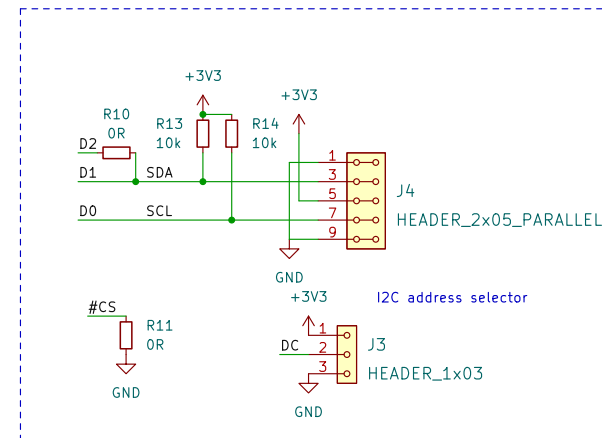 +3V3
+3V3
R10
0R
R13
10k
R14
10k
D2
D1
SDA
D0
SCL
1
3
5
7
9
J4
HEADER_2x05_PARALLEL
GND
+3V3
I2C address selector
#CS
R11
0R
GND
DC
1
2
3
J3
HEADER_1x03
GND